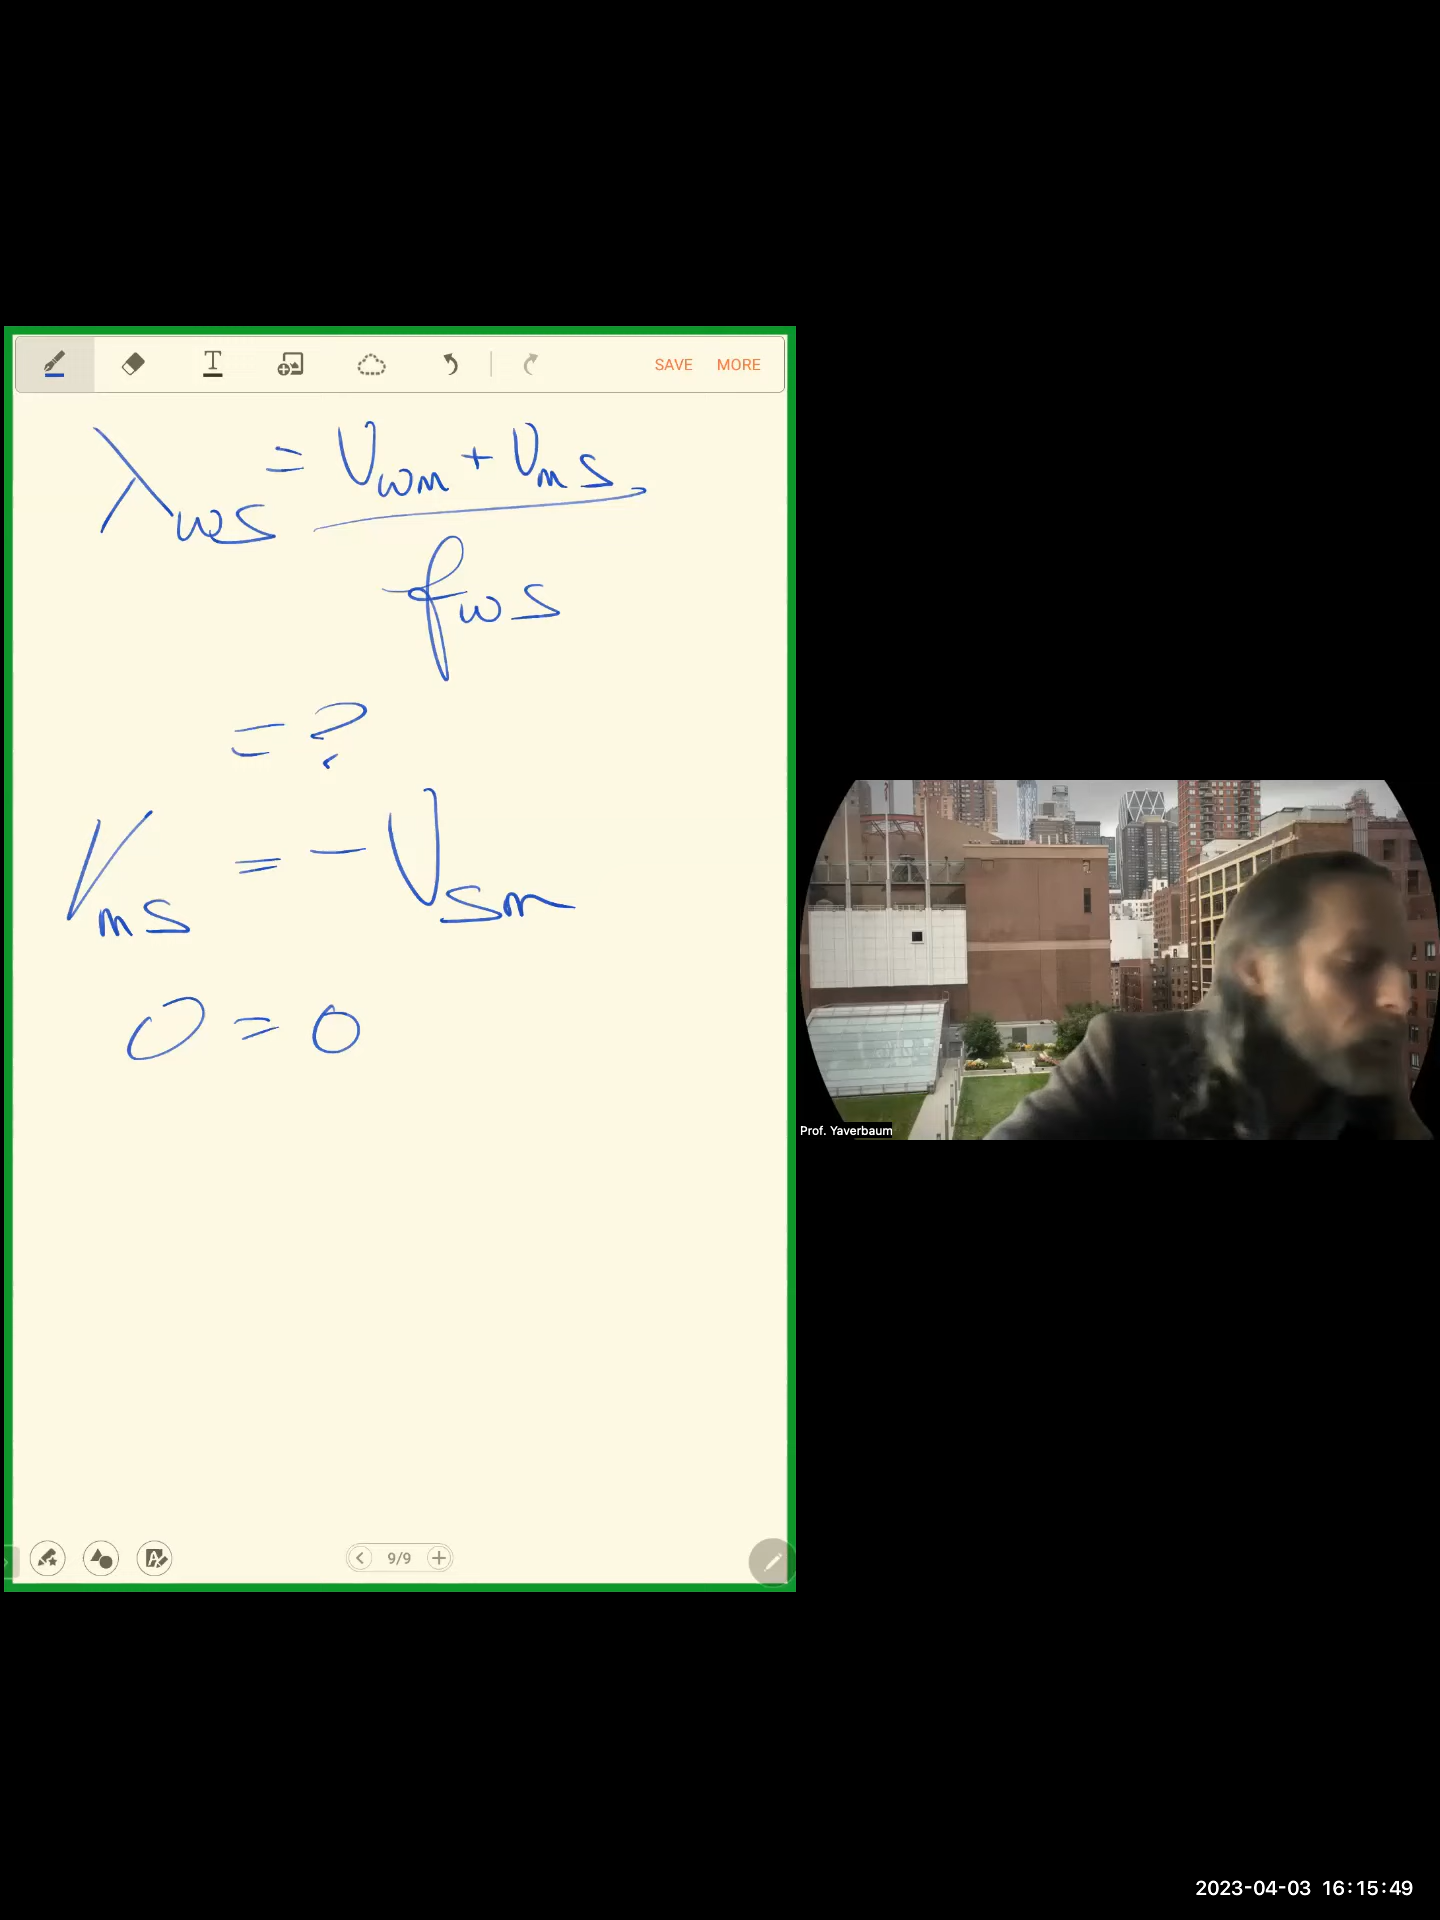 T SAVE MORE
λws = Vwm + Vms
fws
= ?
Vms = - Vsm
0 = 0
9/9
Prof. Yaverbaum
2023-04-03 16:15:49